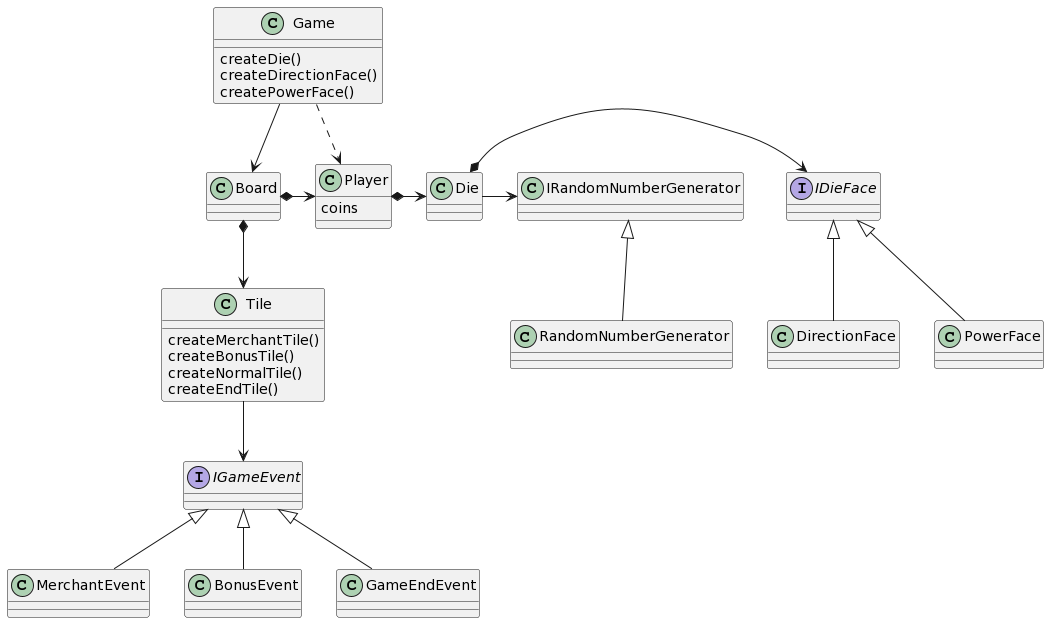 C Game
createDie()
createDirectionFace()
createPowerFace()
C Board
C Player
coins
C Die
C IRandomNumberGenerator
I IDieFace
C Tile
createMerchantTile()
createBonusTile()
createNormalTile()
createEndTile()
C RandomNumberGenerator
C DirectionFace
C PowerFace
I IGameEvent
C MerchantEvent
C BonusEvent
C GameEndEvent